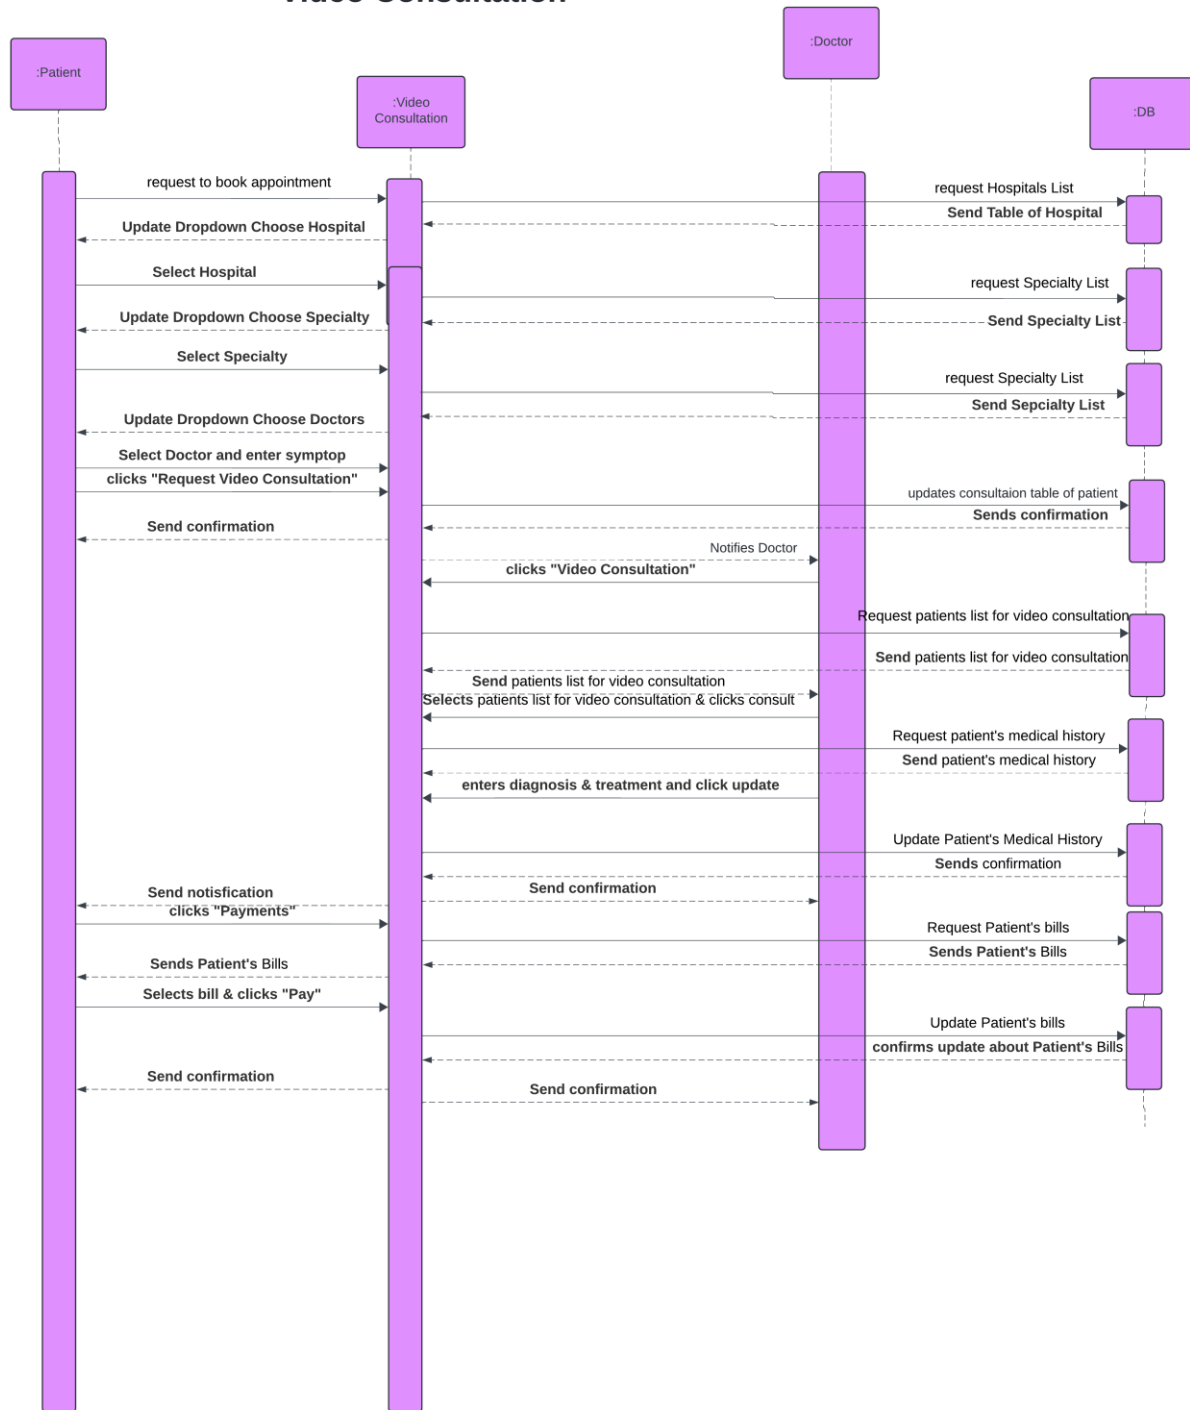 Video Consultation
:Doctor
:Patient
:Video
Consultation
:DB
request to book appointment
request Hospitals List
Send Table of Hospital
Update Dropdown Choose Hospital
Select Hospital
request Specialty List
Update Dropdown Choose Specialty
Send Specialty List
Select Specialty
request Specialty List
Send Sepcialty List
Update Dropdown Choose Doctors
Select Doctor and enter symptop
clicks "Request Video Consultation"
updates consultaion table of patient
Sends confirmation
Send confirmation
Notifies Doctor
clicks "Video Consultation"
Request patients list for video consultation
Send patients list for video consultation
Send patients list for video consultation
Selects patients list for video consultation & clicks consult
Request patient's medical history
Send patient's medical history
enters diagnosis & treatment and click update
Update Patient's Medical History
Sends confirmation
Send confirmation
Send notisfication
clicks "Payments"
Request Patient's bills
Sends Patient's Bills
Sends Patient's Bills
Selects bill & clicks "Pay"
Update Patient's bills
confirms update about Patient's Bills
Send confirmation
Send confirmation